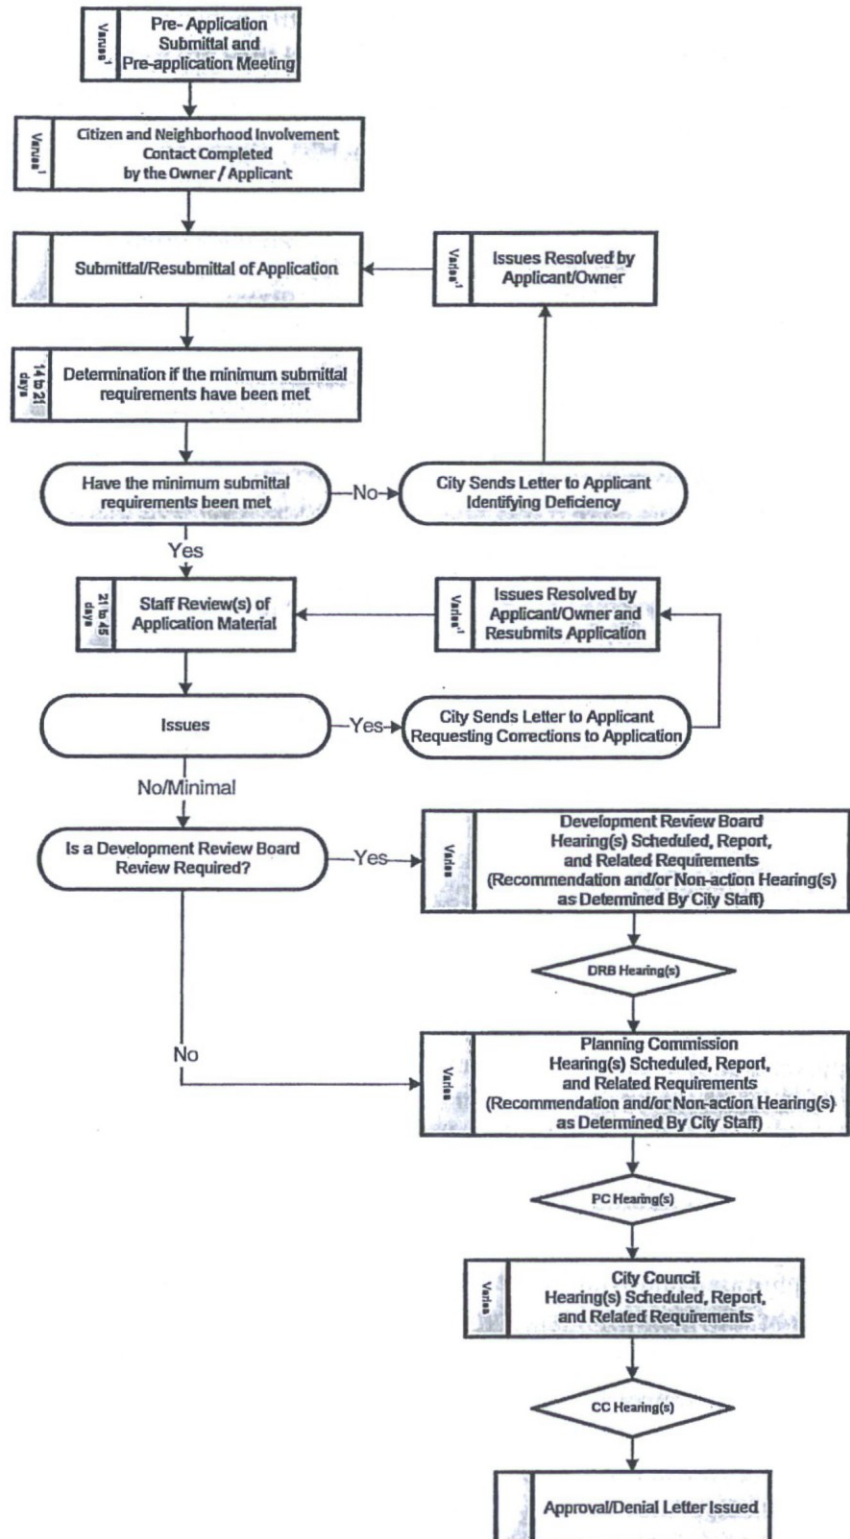 Varies¹
Pre- Application
Submittal and
Pre-application Meeting
Varies¹
Citizen and Neighborhood Involvement
Contact Completed
by the Owner / Applicant
Submittal/Resubmittal of Application
Varies¹
Issues Resolved by
Applicant/Owner
14 to 21
days
Determination if the minimum submittal
requirements have been met
Have the minimum submittal
requirements been met
No
City Sends Letter to Applicant
Identifying Deficiency
Yes
21 to 45
days
Staff Review(s) of
Application Material
Varies¹
Issues Resolved by
Applicant/Owner and
Resubmits Application
Issues
Yes
City Sends Letter to Applicant
Requesting Corrections to Application
No/Minimal
Is a Development Review Board
Review Required?
Yes
Varies
Development Review Board
Hearing(s) Scheduled, Report,
and Related Requirements
(Recommendation and/or Non-action Hearing(s)
as Determined By City Staff)
DRB Hearing(s)
No
Varies
Planning Commission
Hearing(s) Scheduled, Report,
and Related Requirements
(Recommendation and/or Non-action Hearing(s)
as Determined By City Staff)
PC Hearing(s)
Varies
City Council
Hearing(s) Scheduled, Report,
and Related Requirements
CC Hearing(s)
Approval/Denial Letter Issued